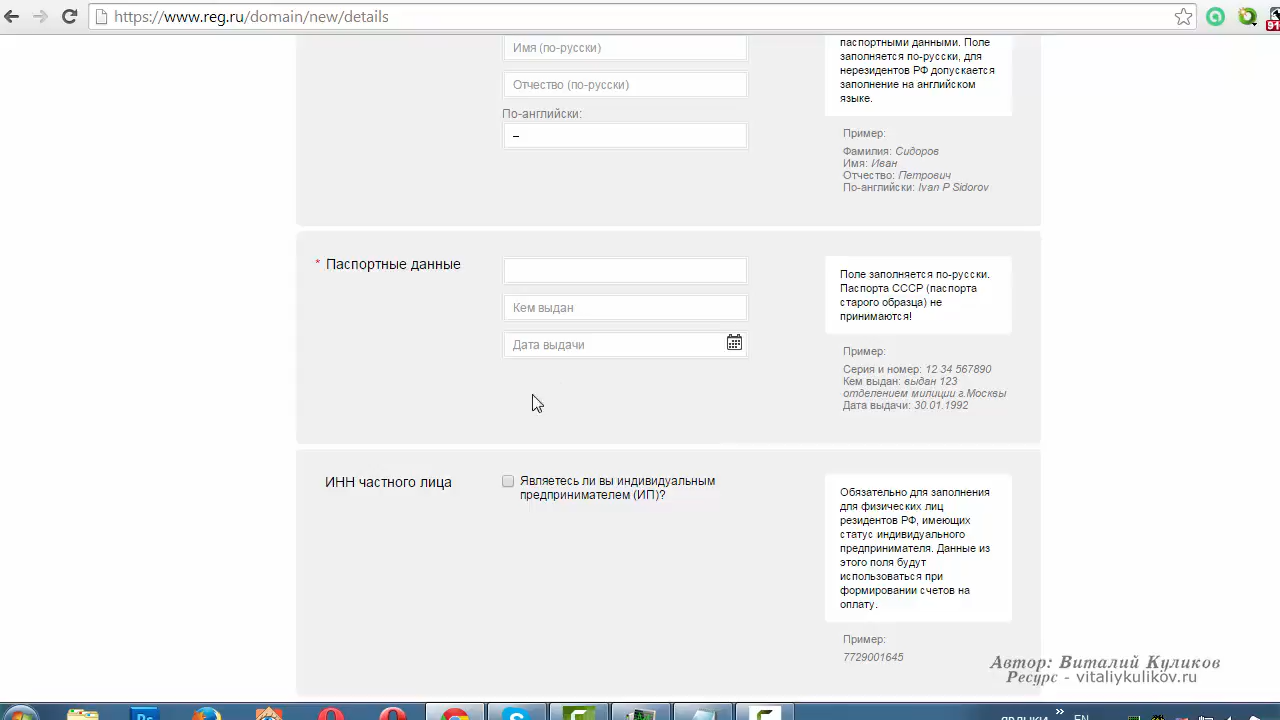 https://www.reg.ru/domain/new/details
91
Имя (по-русски)
Отчество (по-русски)
По-английски:
–
паспортными данными. Поле
заполняется по-русски, для
нерезидентов РФ допускается
заполнение на английском
языке.
Пример:
Фамилия: Сидоров
Имя: Иван
Отчество: Петрович
По-английски: Ivan P Sidorov
* Паспортные данные
Кем выдан
Дата выдачи
Поле заполняется по-русски.
Паспорта СССР (паспорта
старого образца) не
принимаются!
Пример:
Серия и номер: 12 34 567890
Кем выдан: выдан 123
отделением милиции г.Москвы
Дата выдачи: 30.01.1992
ИНН частного лица
Являетесь ли вы индивидуальным
предпринимателем (ИП)?
Обязательно для заполнения
для физических лиц
резидентов РФ, имеющих
статус индивидуального
предпринимателя. Данные из
этого поля будут
использоваться при
формировании счетов на
оплату.
Пример:
7729001645
Автор: Виталий Куликов
Ресурс - vitaliykulikov.ru
Ps
ярлыки
EN